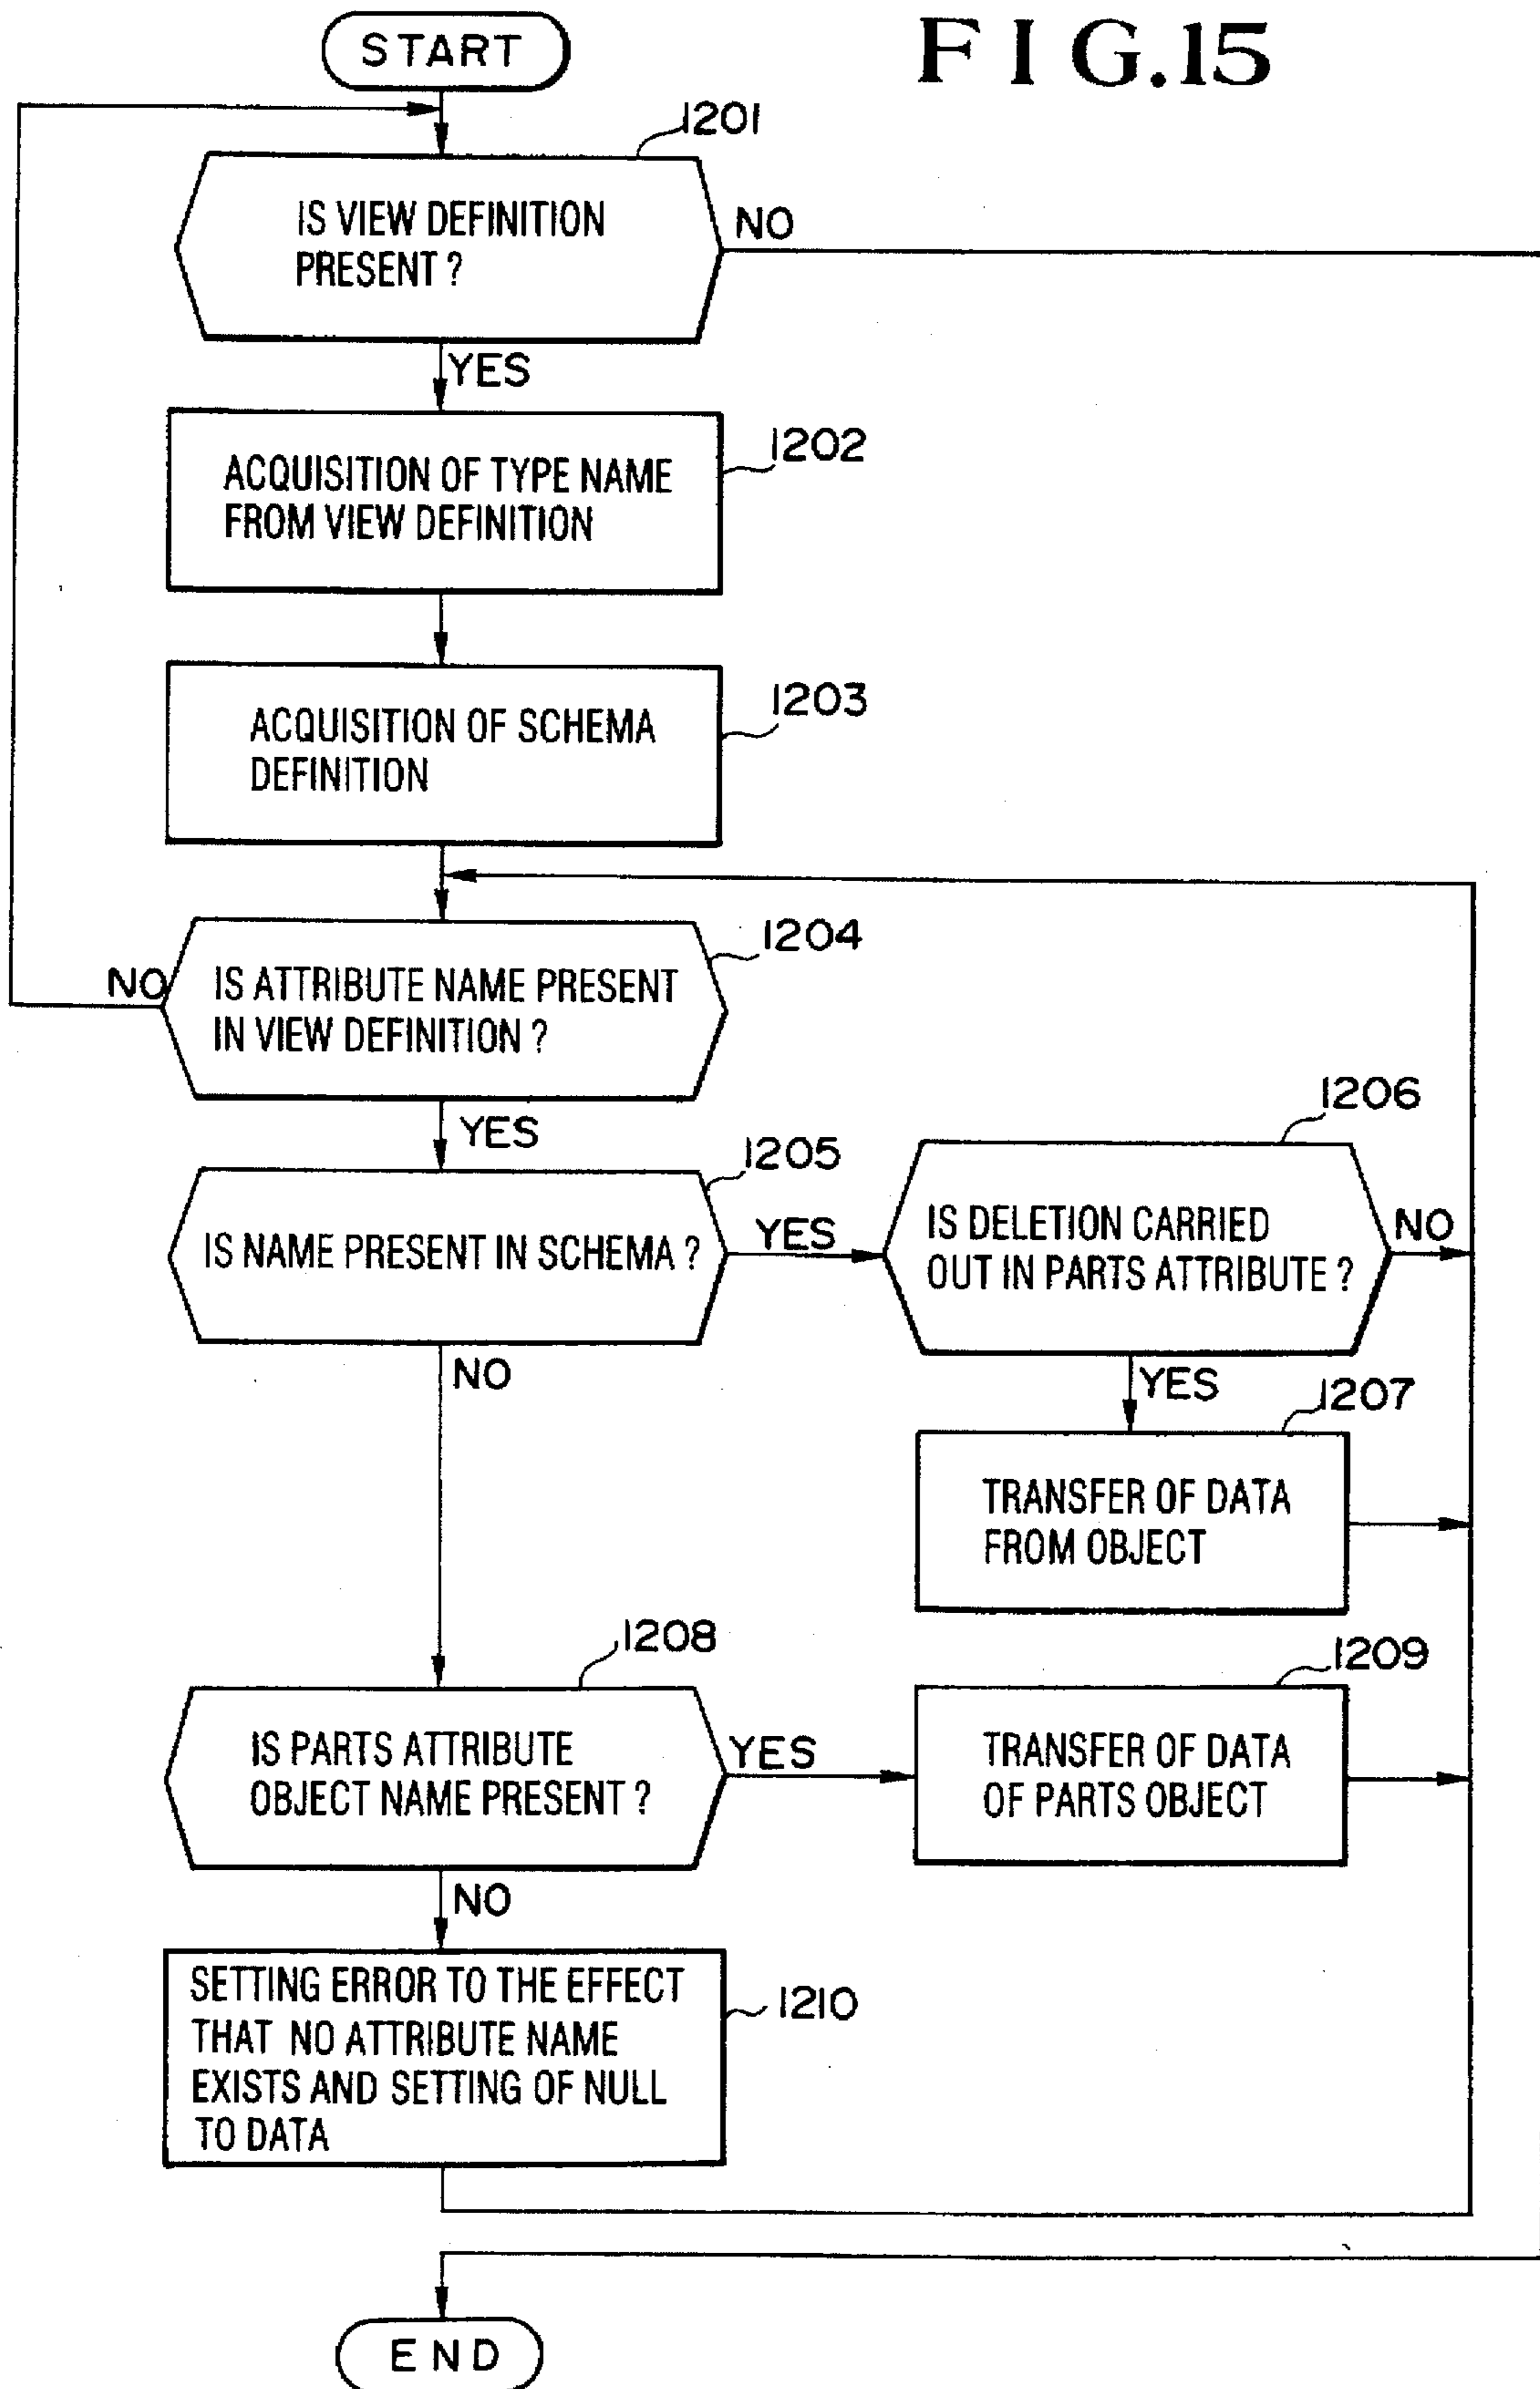 START
FIG.15
1201
IS VIEW DEFINITION
PRESENT ?
NO
YES
1202
ACQUISITION OF TYPE NAME
FROM VIEW DEFINITION
1203
ACQUISITION OF SCHEMA
DEFINITION
1204
NO
IS ATTRIBUTE NAME PRESENT
IN VIEW DEFINITION ?
YES
1205
IS NAME PRESENT IN SCHEMA ?
YES
1206
IS DELETION CARRIED
OUT IN PARTS ATTRIBUTE ?
NO
YES
NO
1207
TRANSFER OF DATA
FROM OBJECT
1208
IS PARTS ATTRIBUTE
OBJECT NAME PRESENT ?
YES
1209
TRANSFER OF DATA
OF PARTS OBJECT
NO
1210
SETTING ERROR TO THE EFFECT
THAT NO ATTRIBUTE NAME
EXISTS AND SETTING OF NULL
TO DATA
END